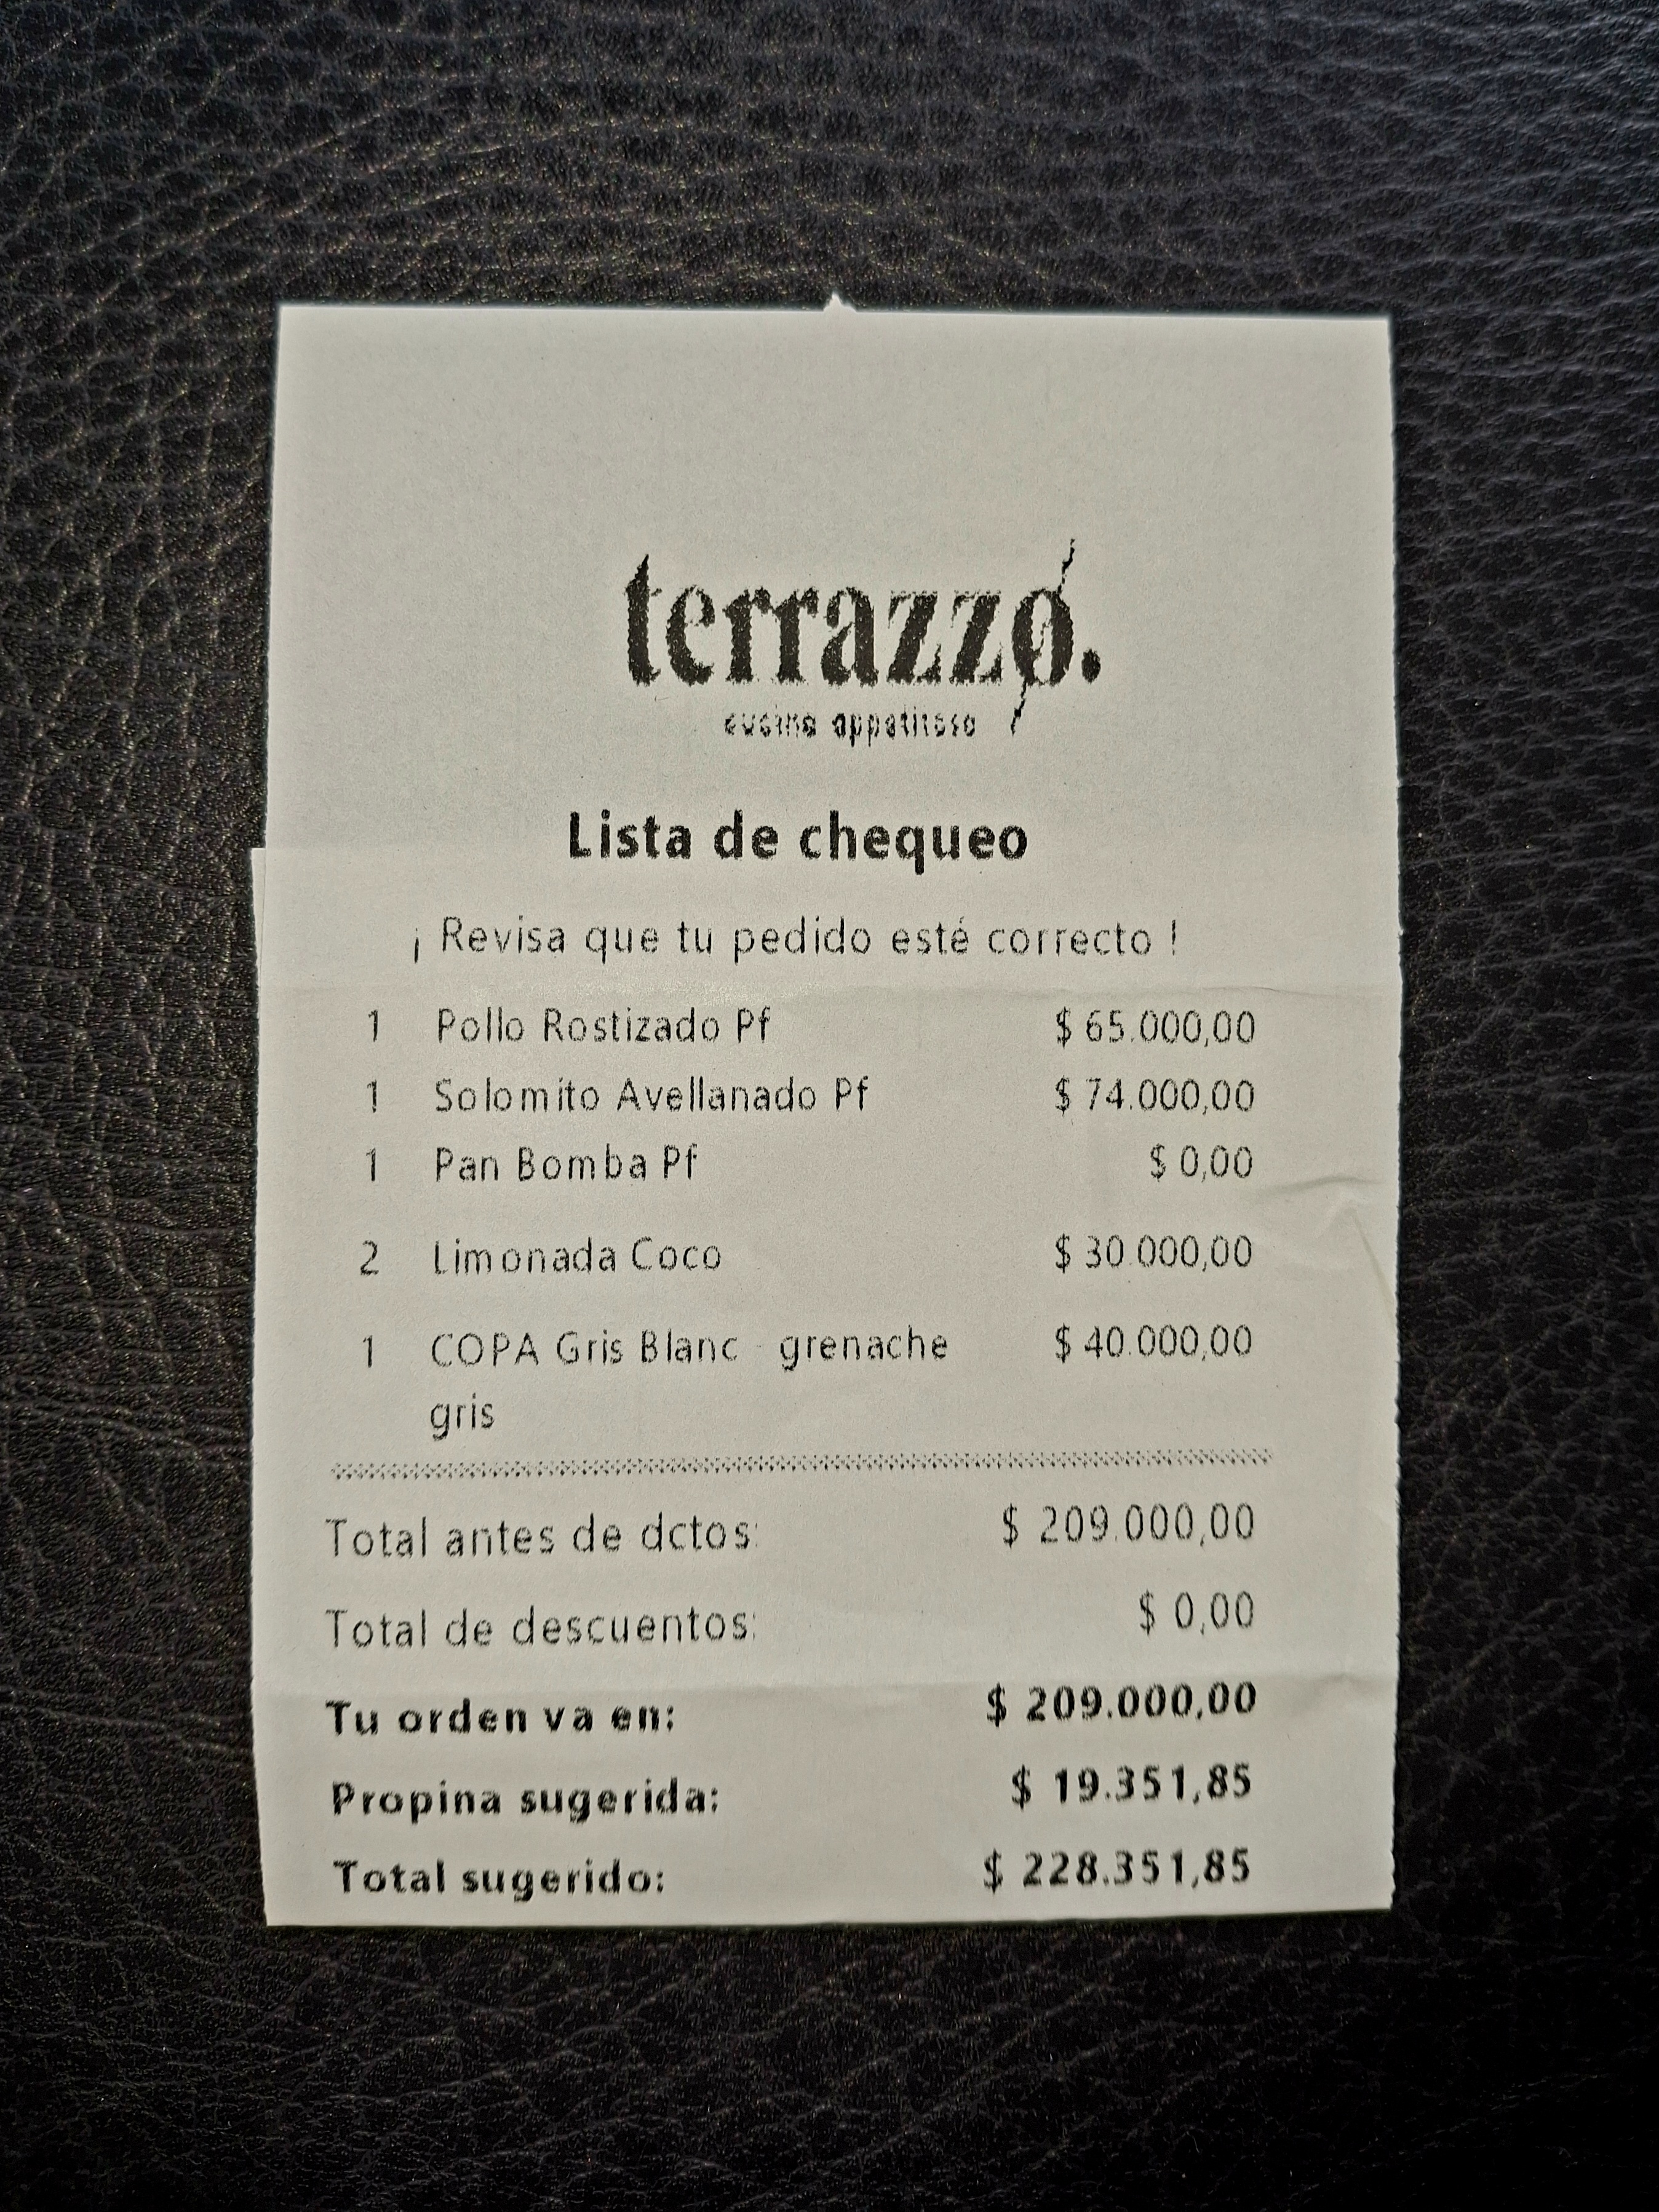 terrazzo.
cucina appetitosa
Lista de chequeo
¡ Revisa que tu pedido esté correcto !
1 Pollo Rostizado Pf $ 65.000,00
1 Solomito Avellanado Pf $ 74.000,00
1 Pan Bomba Pf $ 0,00
2 Limonada Coco $ 30.000,00
1 COPA Gris Blanc - grenache $ 40.000,00
gris
Total antes de dctos: $ 209.000,00
Total de descuentos: $ 0,00
Tu orden va en: $ 209.000,00
Propina sugerida: $ 19.351,85
Total sugerido: $ 228.351,85